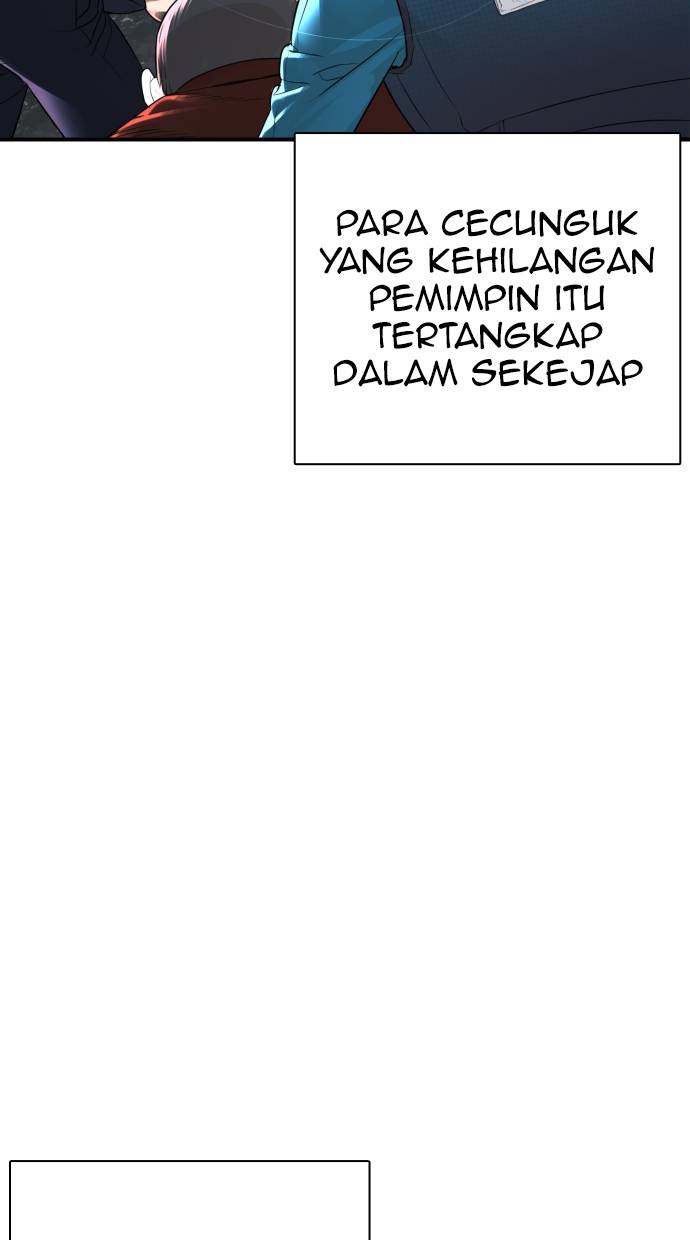 PARA CECUNGUK
YANG KEHILANGAN
PEMIMPIN ITU
TERTANGKAP
DALAM SEKEJAP